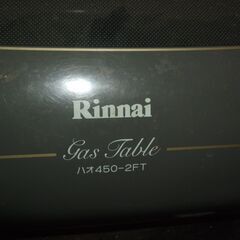 Rinnai
Gas Table
ハオ450-2FT